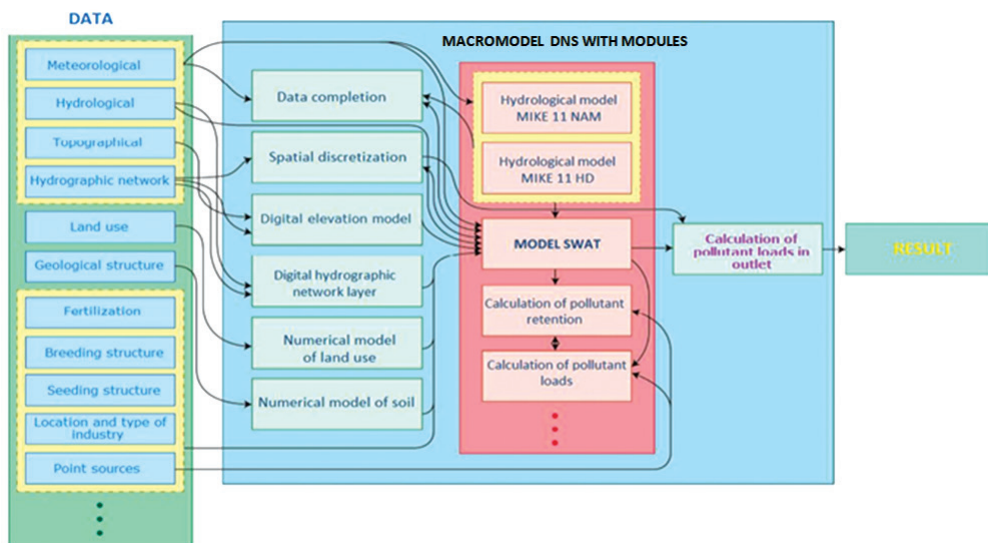 DATA
Meteorological
Hydrological
Topographical
Hydrographic network
Land use
Geological structure
Fertilization
Breeding structure
Seeding structure
Location and type of
industry
Point sources
MACROMODEL DNS WITH MODULES
Data completion
Spatial discretization
Digital elevation model
Digital hydrographic
network layer
Numerical model
of land use
Numerical model of soil
Hydrological model
MIKE 11 NAM
Hydrological model
MIKE 11 HD
MODEL SWAT
Calculation of pollutant
retention
Calculation of pollutant
loads
Calculation of
pollutant loads in
outlet
RESULT